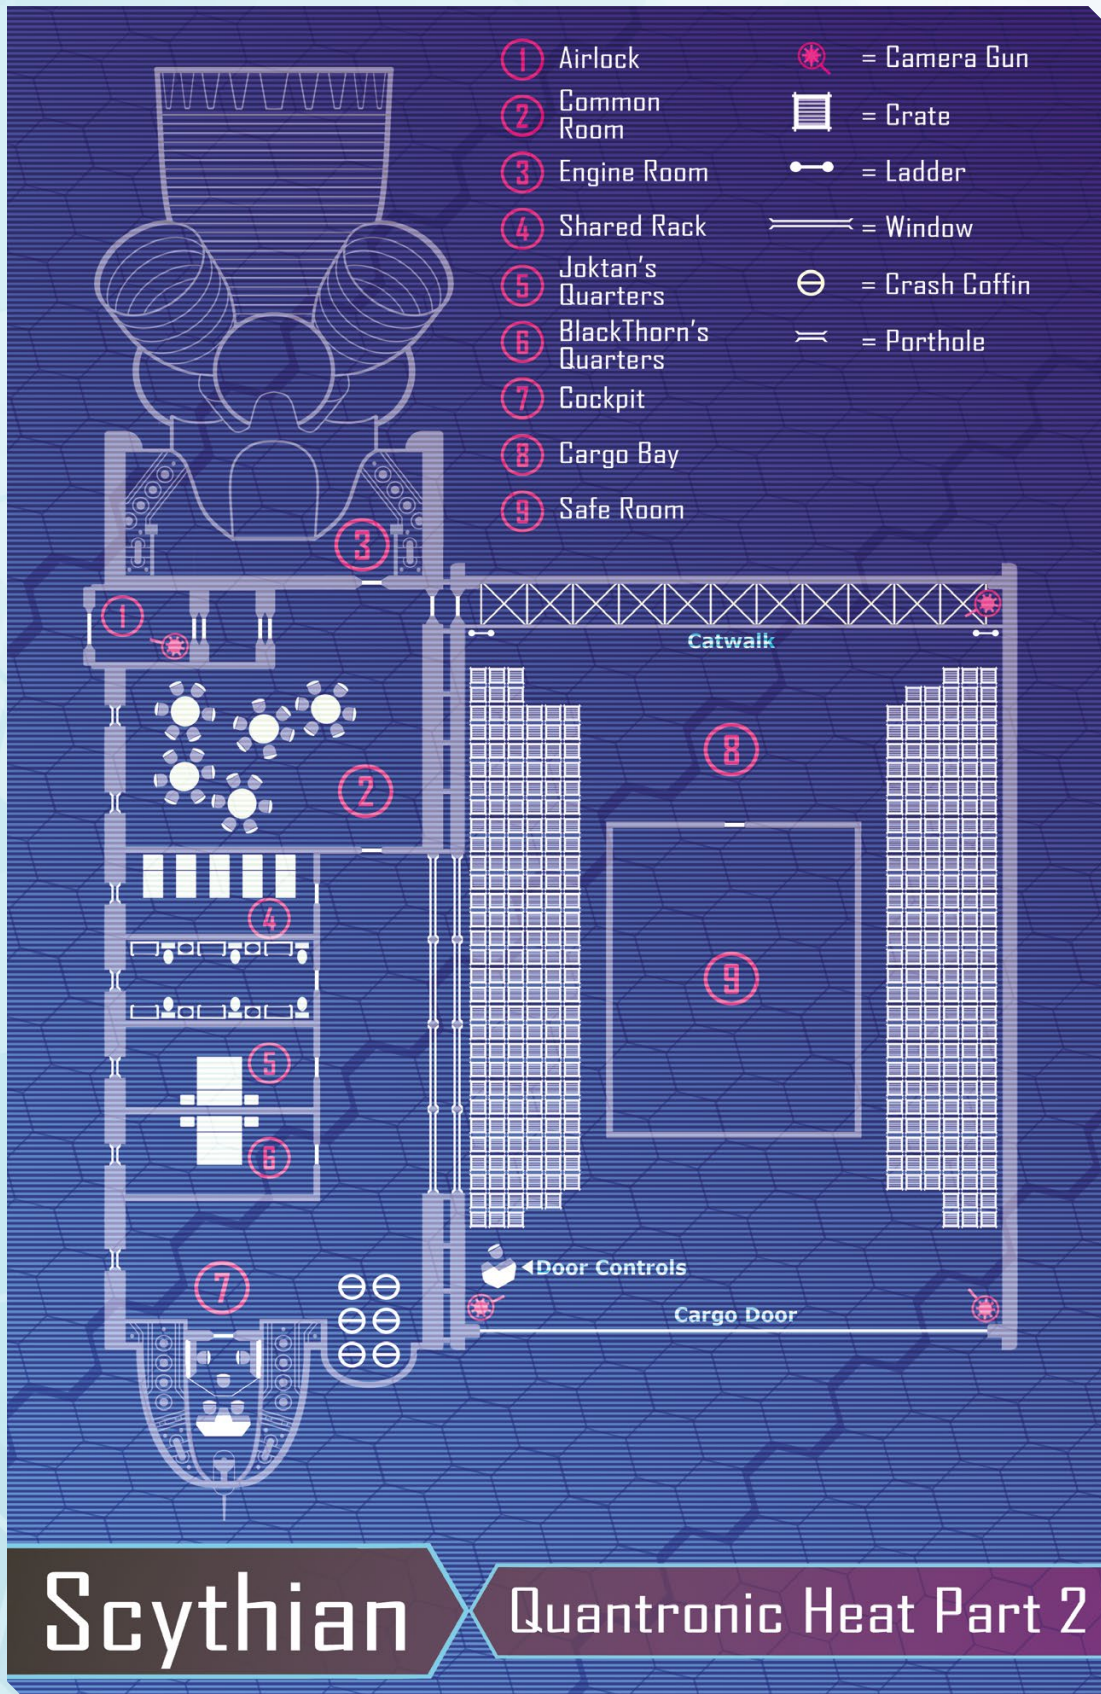 1 Airlock
2 Common
Room
3 Engine Room
4 Shared Rack
5 Joktan's
Quarters
6 BlackThorn's
Quarters
7 Cockpit
8 Cargo Bay
9 Safe Room
= Camera Gun
= Crate
= Ladder
= Window
= Crash Coffin
= Porthole
3
1
Catwalk
8
2
4
9
5
6
7
Door Controls
Cargo Door
Scythian
Quantronic Heat Part 2